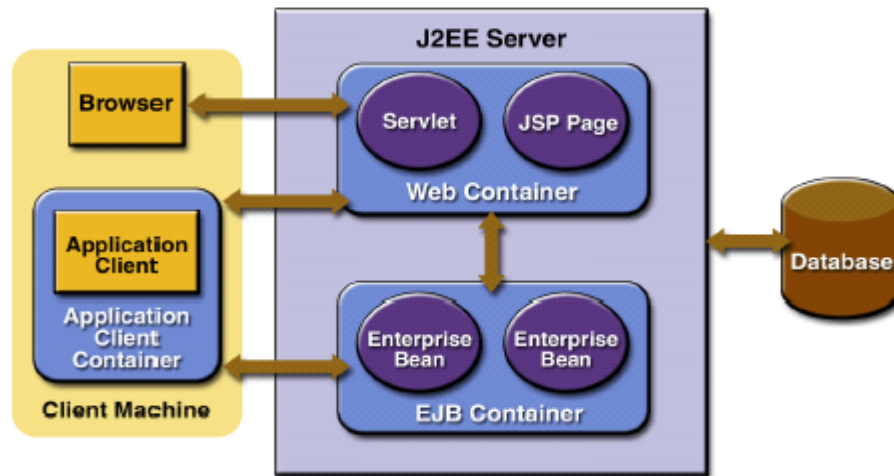 J2EE Server
Browser
Servlet
JSP Page
Web Container
Application
Client
Application
Client
Container
Client Machine
Enterprise
Bean
Enterprise
Bean
EJB Container
Database